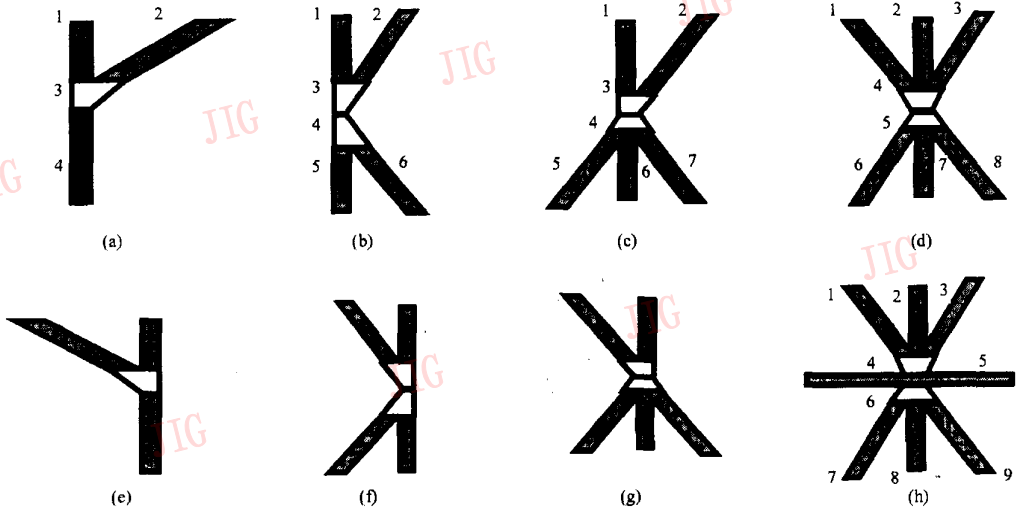 1 2 3 4
(a)
1 2 3 4 5 6
(b)
1 2 3 4 5 6 7
(c)
1 2 3 4 5 6 7 8
(d)
(e)
(f)
(g)
1 2 3 4 5 6 7 8 9
(h)
JIG
JIG
JIG
JIG
JIG
JIG
JIG